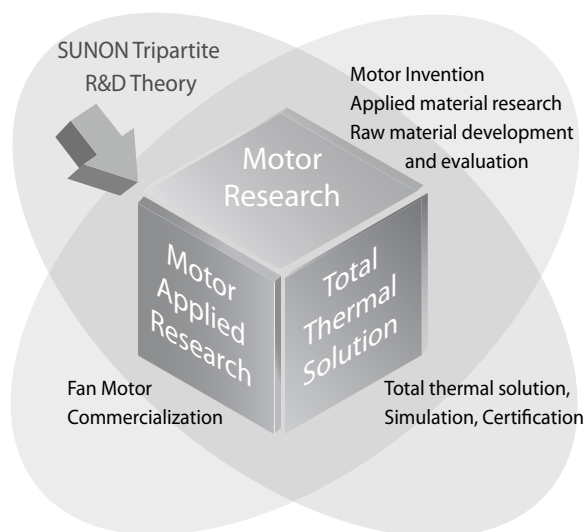 SUNON Tripartite
R&D Theory
Motor Invention
Applied material research
Raw material development
and evaluation
Motor
Research
Motor
Applied
Research
Total
Thermal
Solution
Fan Motor
Commercialization
Total thermal solution,
Simulation, Certification